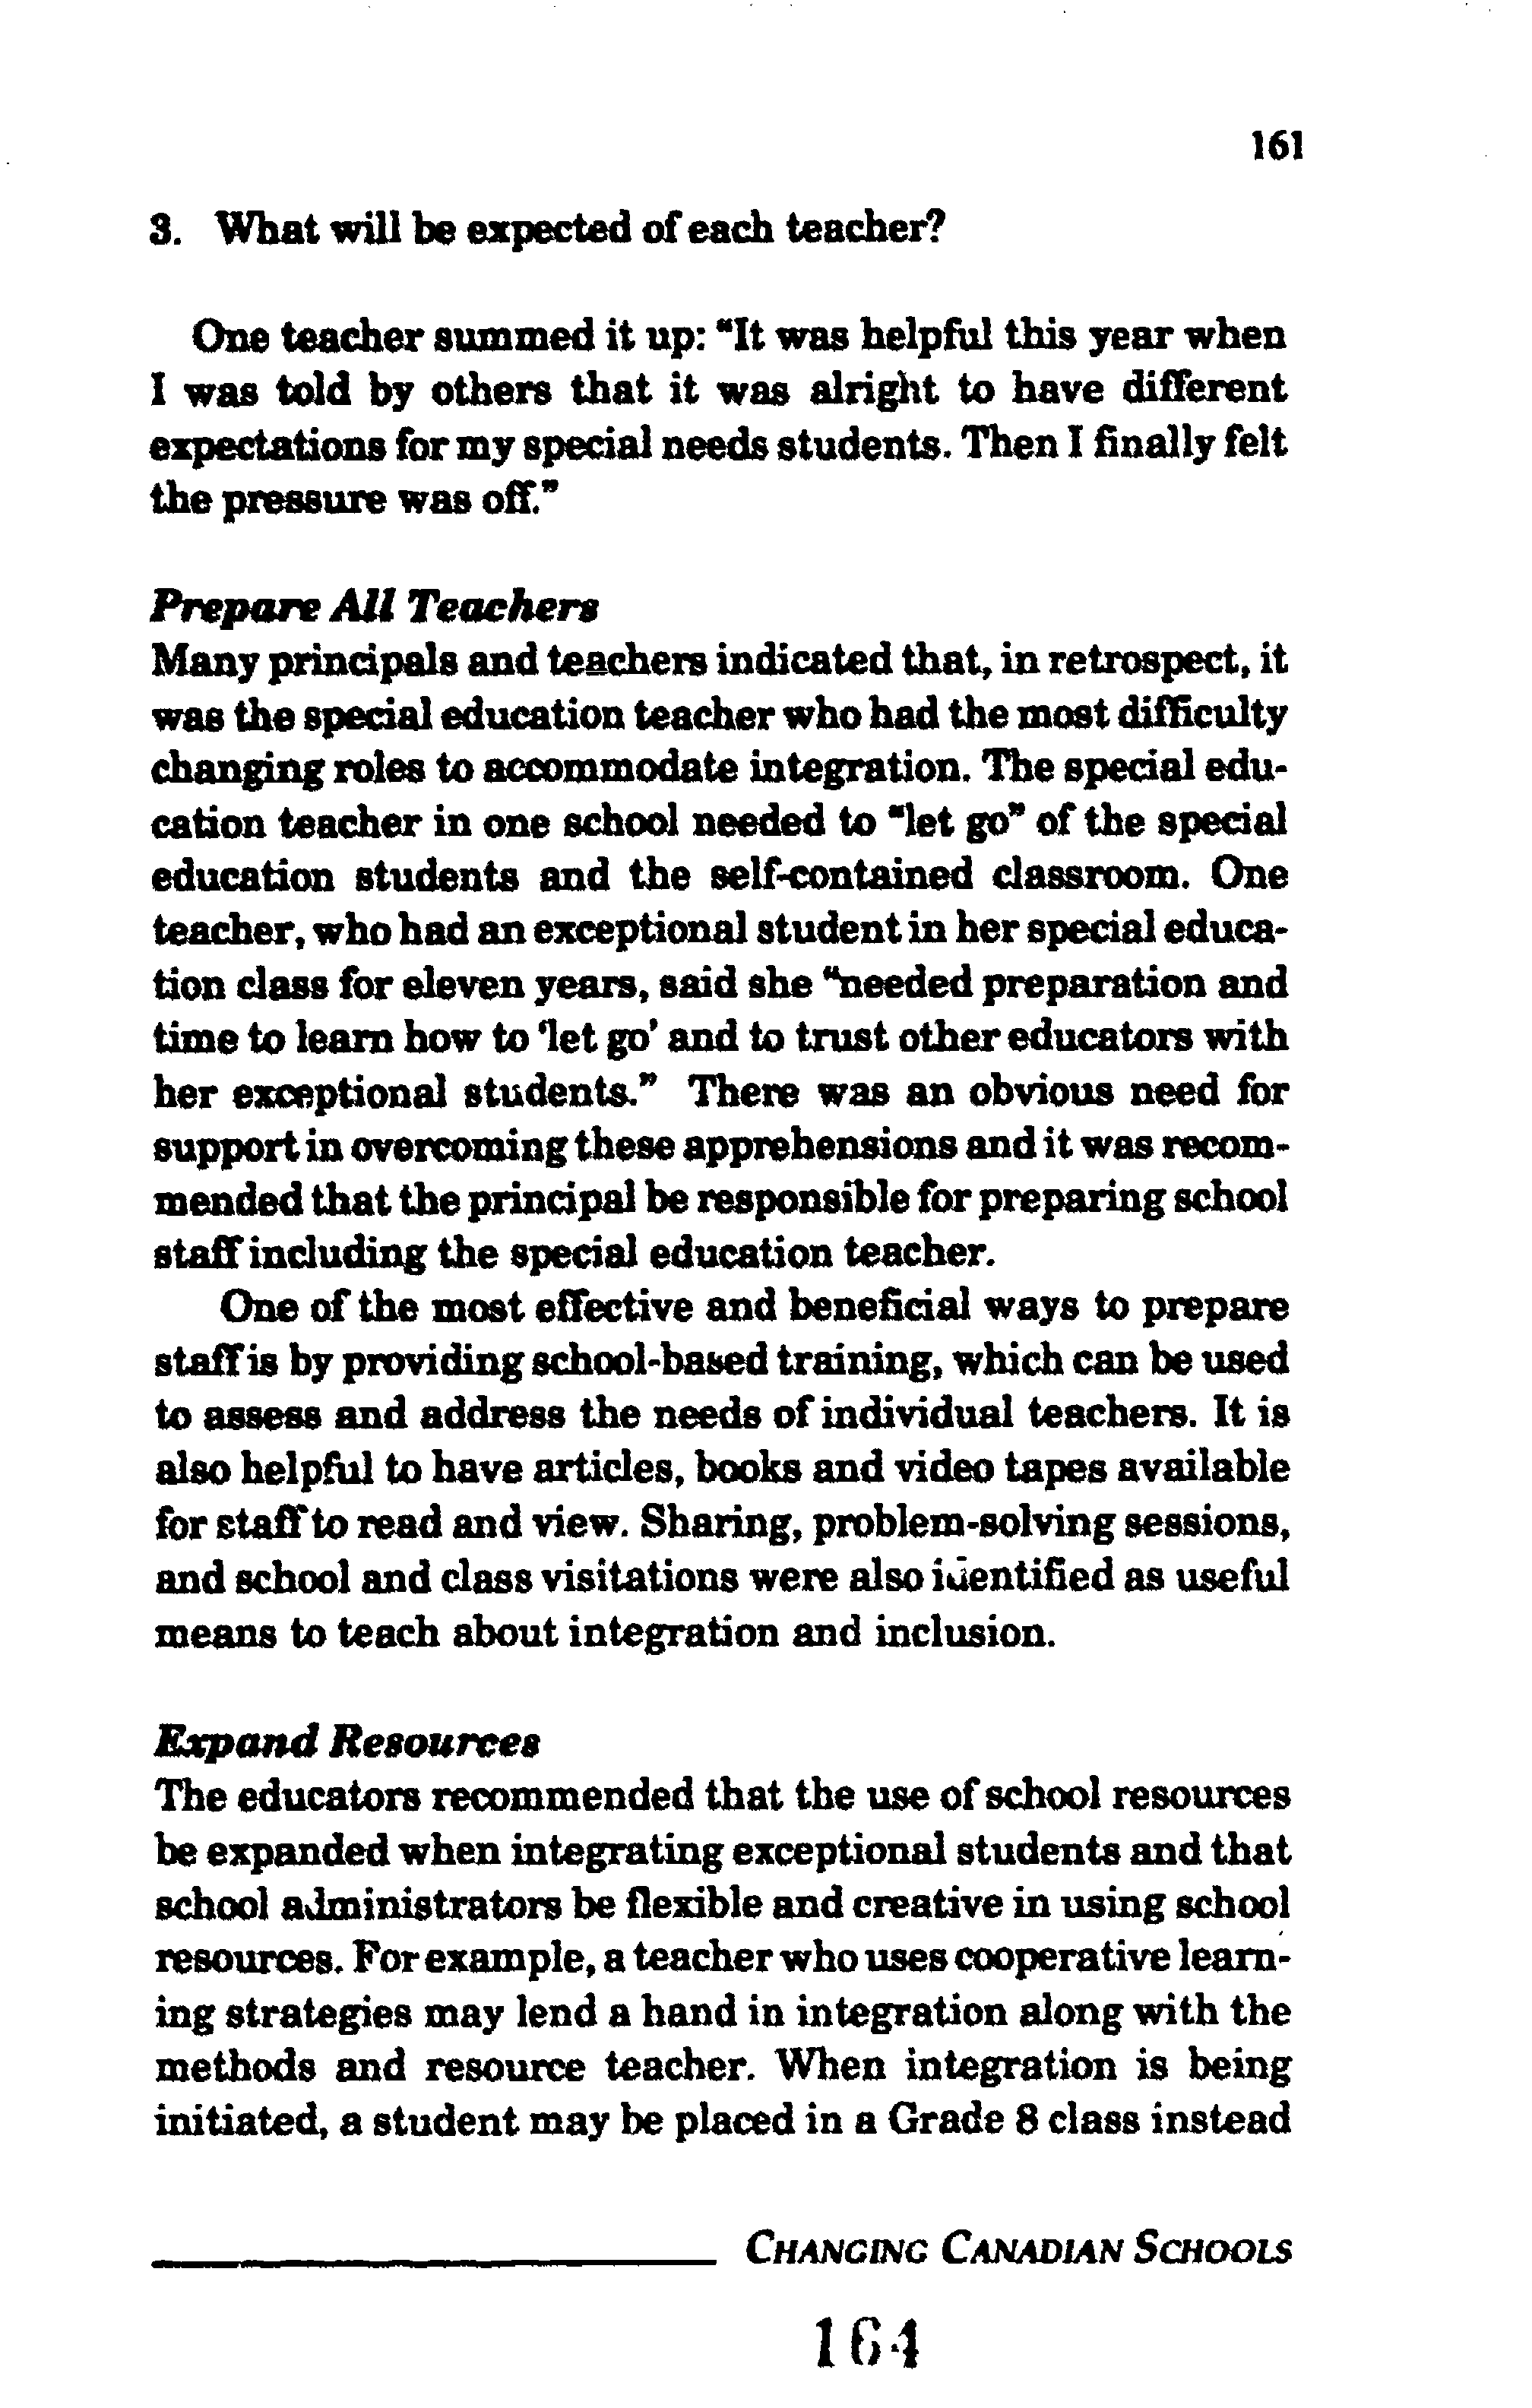 161
3. What will be expected of each teacher?
One teacher summed it up: "It was helpful this year when
I was told by others that it was alright to have different
expectations for my special needs students. Then I finally felt
the pressure was off."
Prepare All Teachers
Many principals and teachers indicated that, in retrospect, it
was the special education teacher who had the most difficulty
changing roles to accommodate integration. The special edu-
cation teacher in one school needed to "let go" of the special
education students and the self-contained classroom. One
teacher, who had an exceptional student in her special educa-
tion class for eleven years, said she "needed preparation and
time to learn how to 'let go' and to trust other educators with
her exceptional students." There was an obvious need for
support in overcoming these apprehensions and it was recom-
mended that the principal be responsible for preparing school
staff including the special education teacher.
One of the most effective and beneficial ways to prepare
staff is by providing school-based training, which can be used
to assess and address the needs of individual teachers. It is
also helpful to have articles, books and video tapes available
for staff to read and view. Sharing, problem-solving sessions,
and school and class visitations were also identified as useful
means to teach about integration and inclusion.
Expand Resources
The educators recommended that the use of school resources
be expanded when integrating exceptional students and that
school administrators be flexible and creative in using school
resources. For example, a teacher who uses cooperative learn-
ing strategies may lend a hand in integration along with the
methods and resource teacher. When integration is being
initiated, a student may be placed in a Grade 8 class instead
CHANGING CANADIAN SCHOOLS
164